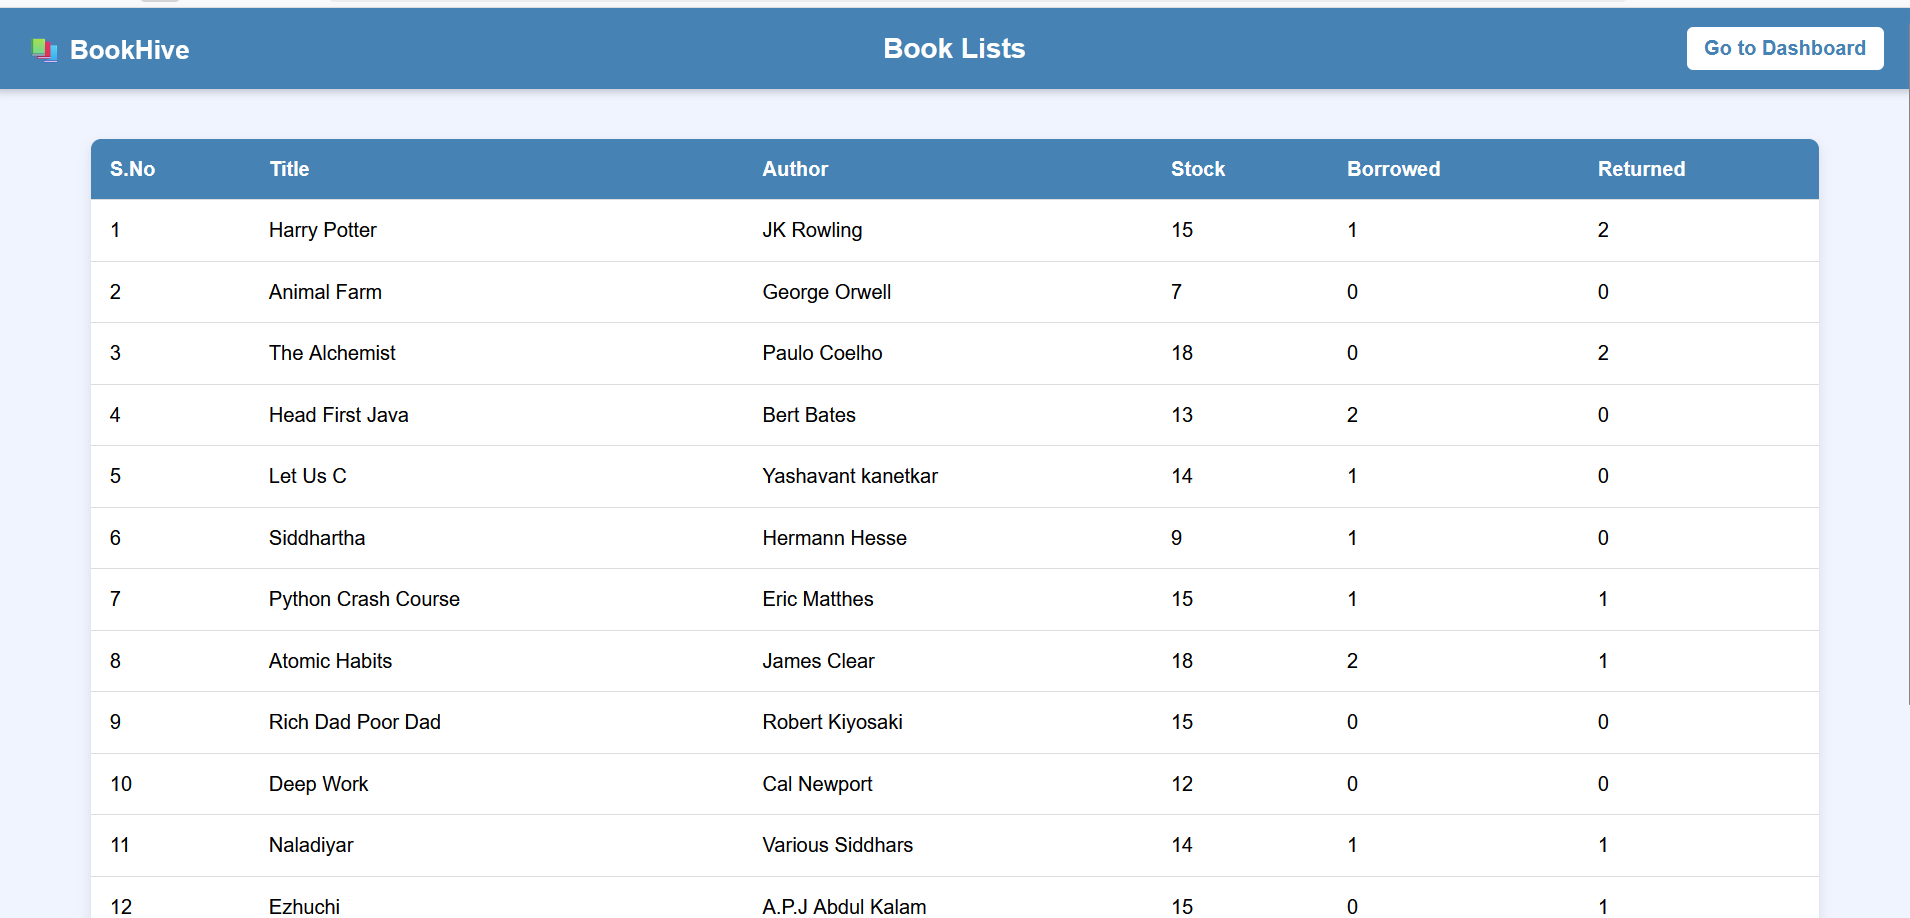 BookHive
Book Lists
Go to Dashboard
S.No Title Author Stock Borrowed Returned
1 Harry Potter JK Rowling 15 1 2
2 Animal Farm George Orwell 7 0 0
3 The Alchemist Paulo Coelho 18 0 2
4 Head First Java Bert Bates 13 2 0
5 Let Us C Yashavant kanetkar 14 1 0
6 Siddhartha Hermann Hesse 9 1 0
7 Python Crash Course Eric Matthes 15 1 1
8 Atomic Habits James Clear 18 2 1
9 Rich Dad Poor Dad Robert Kiyosaki 15 0 0
10 Deep Work Cal Newport 12 0 0
11 Naladiyar Various Siddhars 14 1 1
12 Ezhuchi A.P.J Abdul Kalam 15 0 1